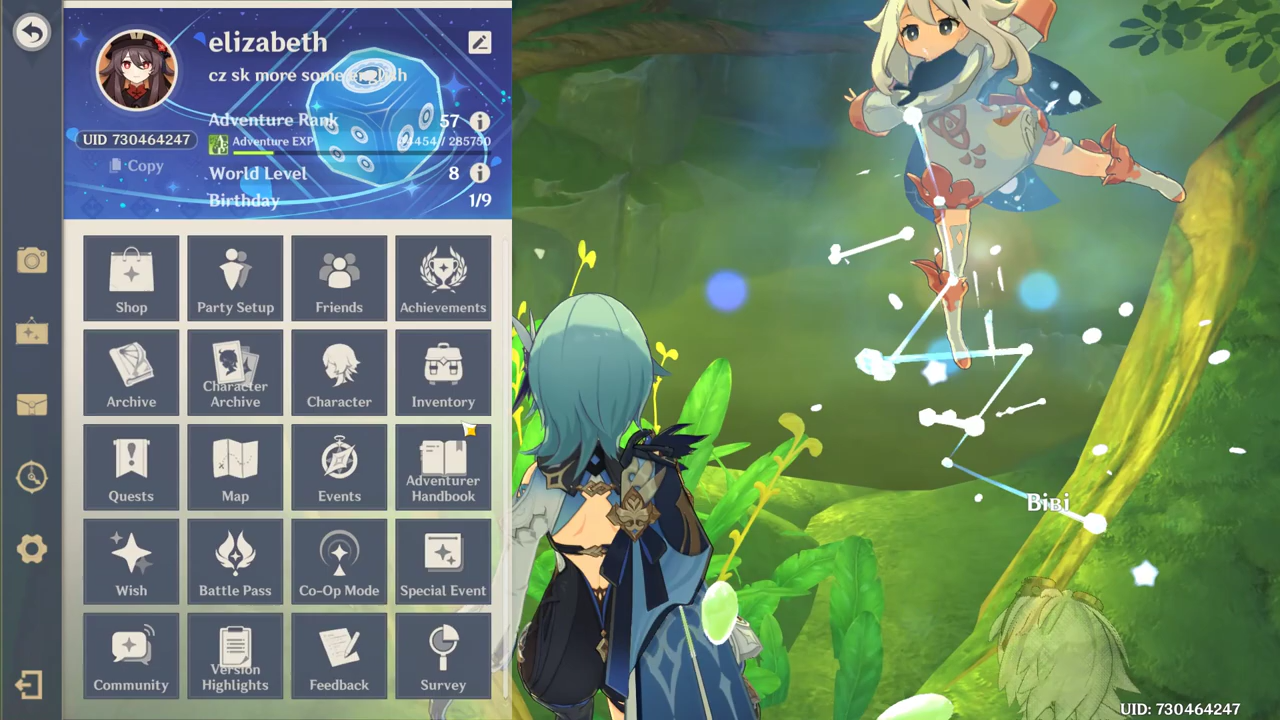 elizabeth
cz sk more some english
UID 730464247
Copy
Adventure Rank 57
Adventure EXP 94454 / 285750
World Level 8
Birthday 1/9
Shop
Party Setup
Friends
Achievements
Archive
Character Archive
Character
Inventory
Quests
Map
Events
Adventurer Handbook
Wish
Battle Pass
Co-Op Mode
Special Event
Community
Version Highlights
Feedback
Survey
BiBi
UID: 730464247